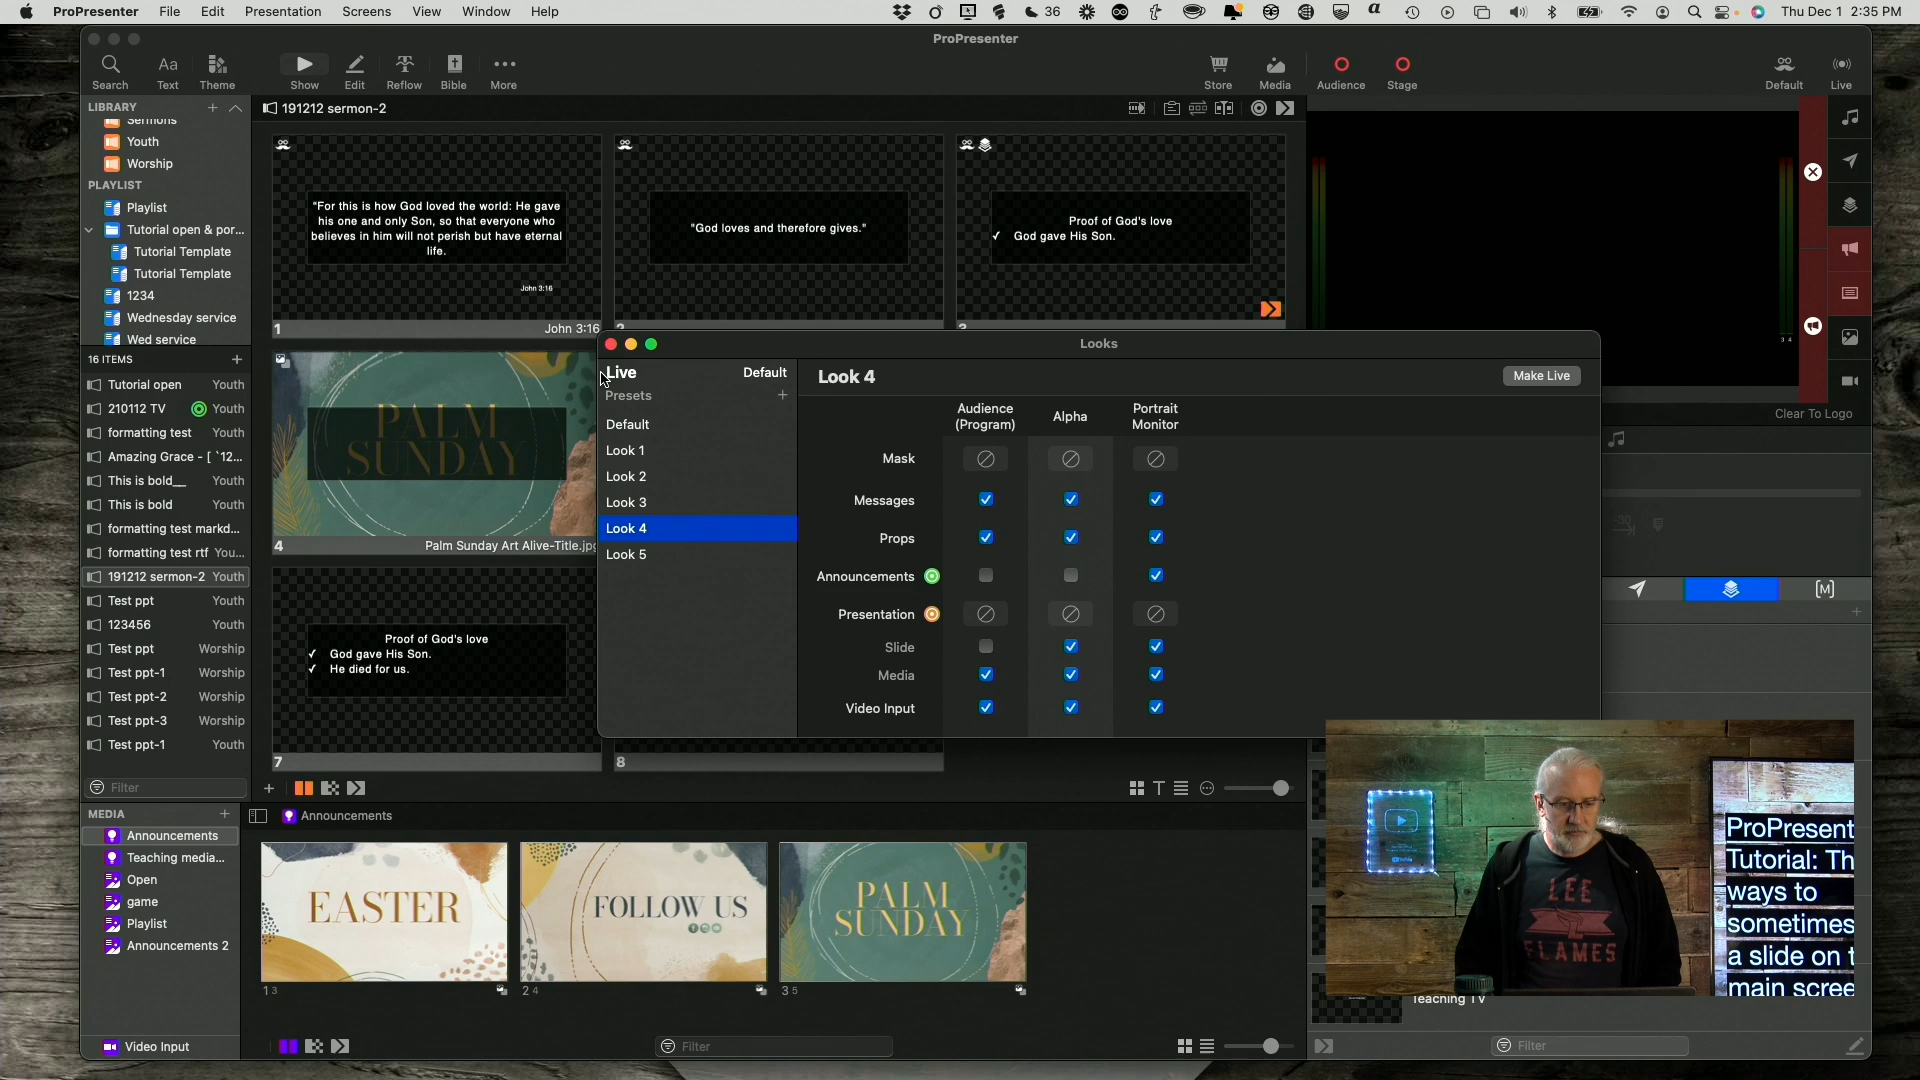 ProPresenter File Edit Presentation Screens View Window Help
36
Thu Dec 1 2:35 PM
ProPresenter
Search Text Theme Show Edit Reflow Bible More Store Media Audience Stage Default Live
LIBRARY
191212 sermon-2
Sermons
Youth
Worship
PLAYLIST
Playlist
Tutorial open & por...
Tutorial Template
Tutorial Template
1234
Wednesday service
Wed service
16 ITEMS
Tutorial open Youth
210112 TV Youth
formatting test Youth
Amazing Grace - [ `12...
This is bold__ Youth
This is bold Youth
formatting test markd...
formatting test rtf You...
191212 sermon-2 Youth
Test ppt Youth
123456 Youth
Test ppt Worship
Test ppt-1 Worship
Test ppt-2 Worship
Test ppt-3 Worship
Test ppt-1 Youth
Filter
"For this is how God loved the world: He gave
his one and only Son, so that everyone who
believes in him will not perish but have eternal
life.
John 3:16
1 John 3:16
"God loves and therefore gives."
2
Proof of God's love
✓ God gave His Son.
3
PALM
SUNDAY
4 Palm Sunday Art Alive-Title.jpg
Proof of God's love
✓ God gave His Son.
✓ He died for us.
7
8
Looks
Live Default
Presets
Default
Look 1
Look 2
Look 3
Look 4
Look 5
Look 4
Make Live
Audience
(Program)
Alpha
Portrait
Monitor
Mask
Messages
Props
Announcements
Presentation
Slide
Media
Video Input
3 4
Clear To Logo
[M]
MEDIA
Announcements
Teaching media...
Open
game
Playlist
Announcements 2
Video Input
Announcements
EASTER
1 3
FOLLOW US
2 4
PALM
SUNDAY
3 5
Filter
LEE
FLAMES
ProPresent
Tutorial: Th
ways to
sometimes
a slide on t
main scree
Teaching TV
Filter